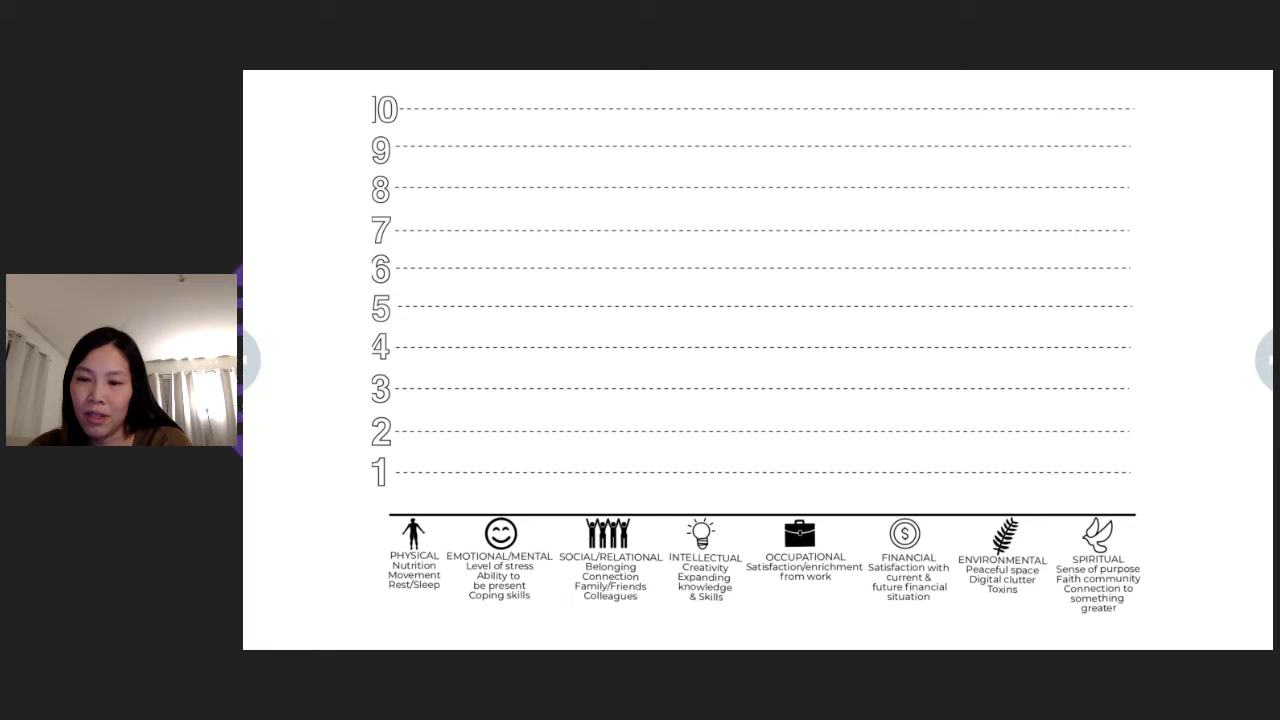 10
9
8
7
6
5
4
3
2
1
PHYSICAL
Nutrition
Movement
Rest/Sleep
EMOTIONAL/MENTAL
Level of stress
Ability to
be present
Coping skills
SOCIAL/RELATIONAL
Belonging
Connection
Family/Friends
Colleagues
INTELLECTUAL
Creativity
Expanding
knowledge
& Skills
OCCUPATIONAL
Satisfaction/enrichment
from work
FINANCIAL
Satisfaction with
current &
future financial
situation
ENVIRONMENTAL
Peaceful space
Digital clutter
Toxins
SPIRITUAL
Sense of purpose
Faith community
Connection to
something
greater